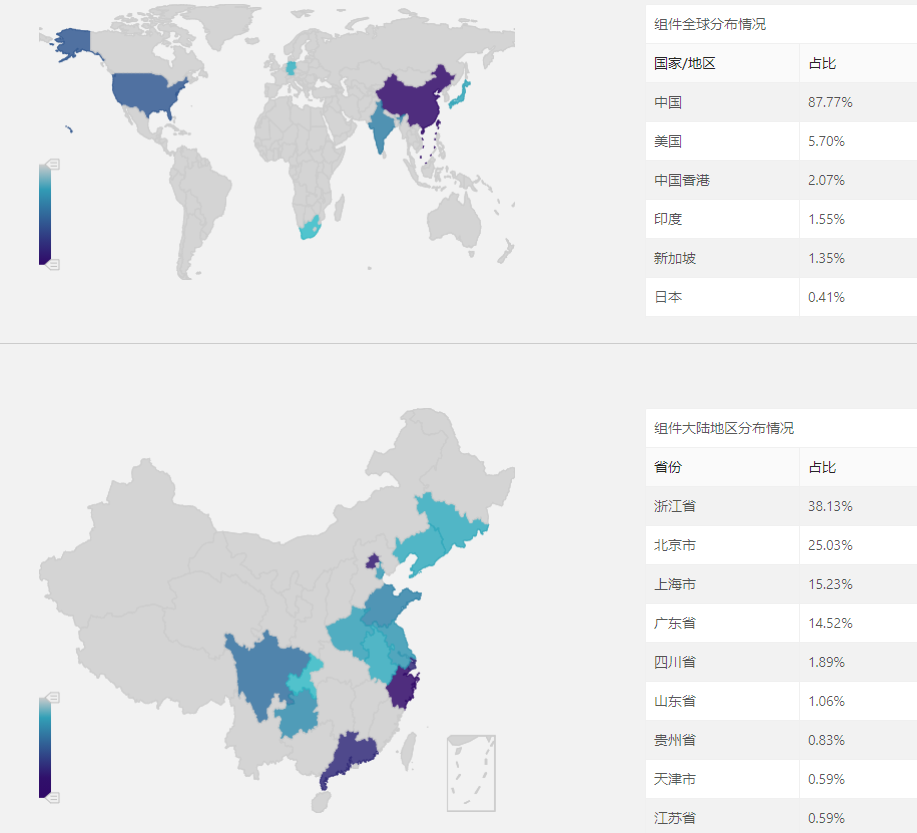 组件全球分布情况
国家/地区 占比
中国 87.77%
美国 5.70%
中国香港 2.07%
印度 1.55%
新加坡 1.35%
日本 0.41%
组件大陆地区分布情况
省份 占比
浙江省 38.13%
北京市 25.03%
上海市 15.23%
广东省 14.52%
四川省 1.89%
山东省 1.06%
贵州省 0.83%
天津市 0.59%
江苏省 0.59%